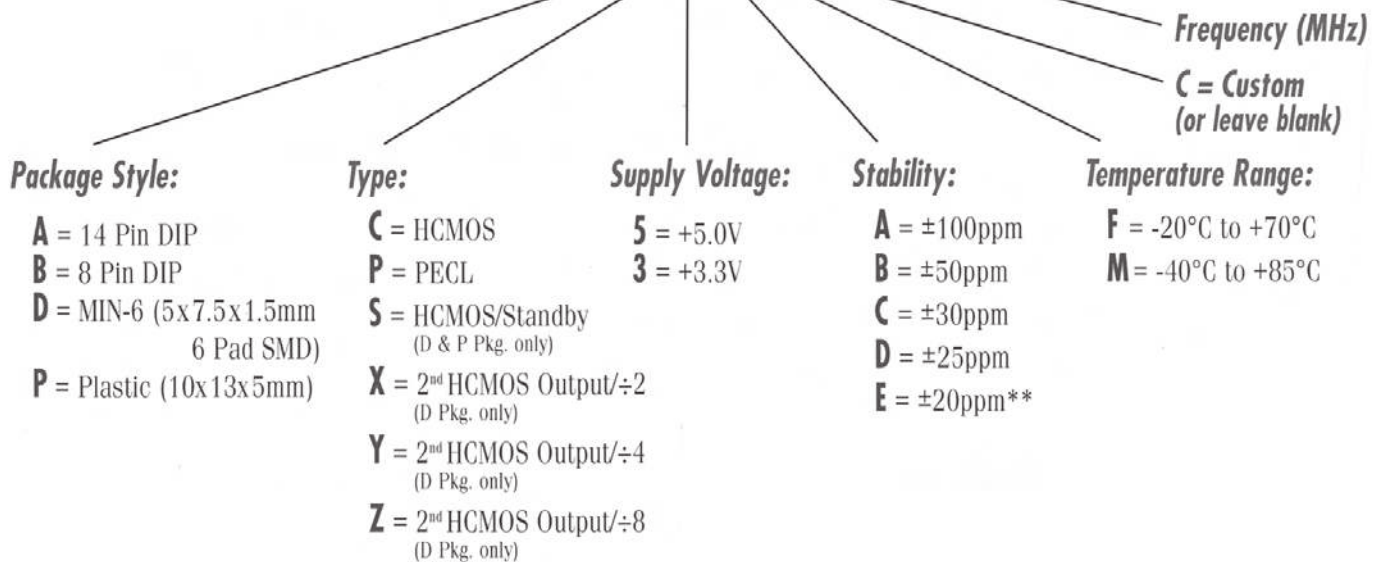 Frequency (MHz)
C = Custom
(or leave blank)
Package Style:
A = 14 Pin DIP
B = 8 Pin DIP
D = MIN-6 (5x7.5x1.5mm
6 Pad SMD)
P = Plastic (10x13x5mm)
Type:
C = HCMOS
P = PECL
S = HCMOS/Standby
(D & P Pkg. only)
X = 2nd HCMOS Output/÷2
(D Pkg. only)
Y = 2nd HCMOS Output/÷4
(D Pkg. only)
Z = 2nd HCMOS Output/÷8
(D Pkg. only)
Supply Voltage:
5 = +5.0V
3 = +3.3V
Stability:
A = ±100ppm
B = ±50ppm
C = ±30ppm
D = ±25ppm
E = ±20ppm**
Temperature Range:
F = -20°C to +70°C
M = -40°C to +85°C